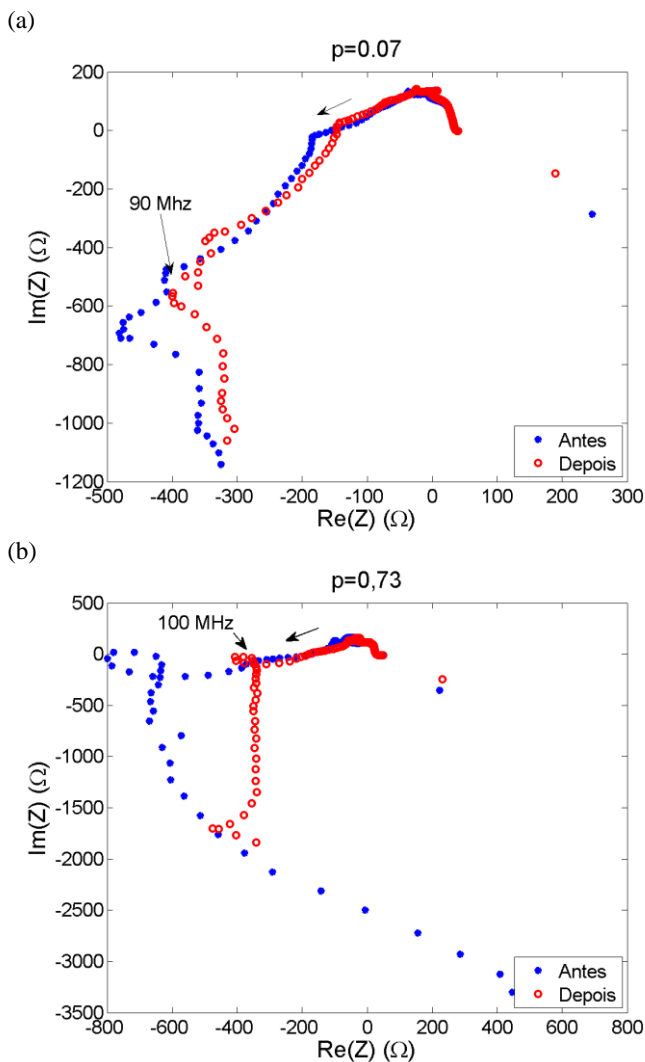 (a)
p=0.07
200
0
-200
-400
-600
-800
-1000
-1200
Im(Z) (Ω)
90 Mhz
Antes
Depois
-500 -400 -300 -200 -100 0 100 200 300
Re(Z) (Ω)
(b)
p=0,73
500
0
-500
-1000
-1500
-2000
-2500
-3000
-3500
Im(Z) (Ω)
100 MHz
Antes
Depois
-800 -600 -400 -200 0 200 400 600 800
Re(Z) (Ω)